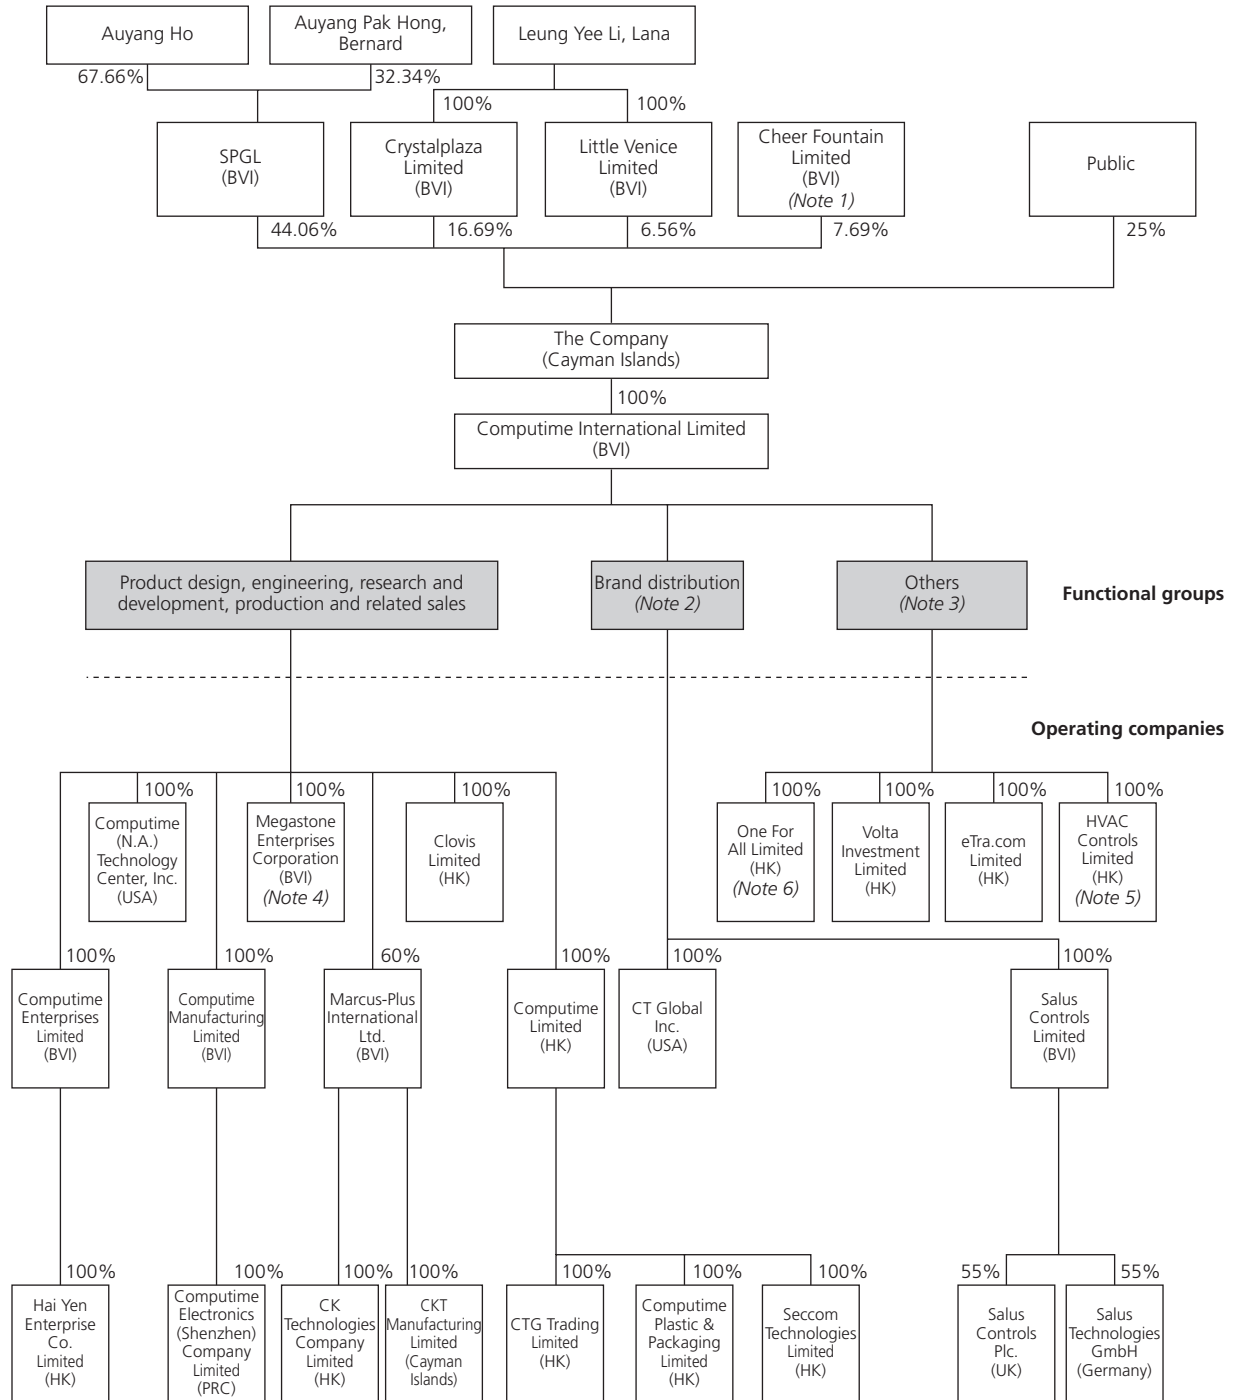 Auyang Ho
Auyang Pak Hong,
Bernard
Leung Yee Li, Lana
67.66%
32.34%
100%
100%
SPGL
(BVI)
Crystalplaza
Limited
(BVI)
Little Venice
Limited
(BVI)
Cheer Fountain
Limited
(BVI)
(Note 1)
Public
44.06%
16.69%
6.56%
7.69%
25%
The Company
(Cayman Islands)
100%
Computime International Limited
(BVI)
Product design, engineering, research and
development, production and related sales
Brand distribution
(Note 2)
Others
(Note 3)
Functional groups
Operating companies
100%
100%
100%
100%
100%
100%
100%
Computime
(N.A.)
Technology
Center, Inc.
(USA)
Megastone
Enterprises
Corporation
(BVI)
(Note 4)
Clovis
Limited
(HK)
One For
All Limited
(HK)
(Note 6)
Volta
Investment
Limited
(HK)
eTra.com
Limited
(HK)
HVAC
Controls
Limited
(HK)
(Note 5)
100%
100%
60%
100%
100%
100%
Computime
Enterprises
Limited
(BVI)
Computime
Manufacturing
Limited
(BVI)
Marcus-Plus
International
Ltd.
(BVI)
Computime
Limited
(HK)
CT Global
Inc.
(USA)
Salus
Controls
Limited
(BVI)
100%
100%
100%
100%
100%
100%
100%
55%
55%
Hai Yen
Enterprise
Co.
Limited
(HK)
Computime
Electronics
(Shenzhen)
Company
Limited
(PRC)
CK
Technologies
Company
Limited
(HK)
CKT
Manufacturing
Limited
(Cayman
Islands)
CTG Trading
Limited
(HK)
Computime
Plastic &
Packaging
Limited
(HK)
Seccom
Technologies
Limited
(HK)
Salus
Controls
Plc.
(UK)
Salus
Technologies
GmbH
(Germany)